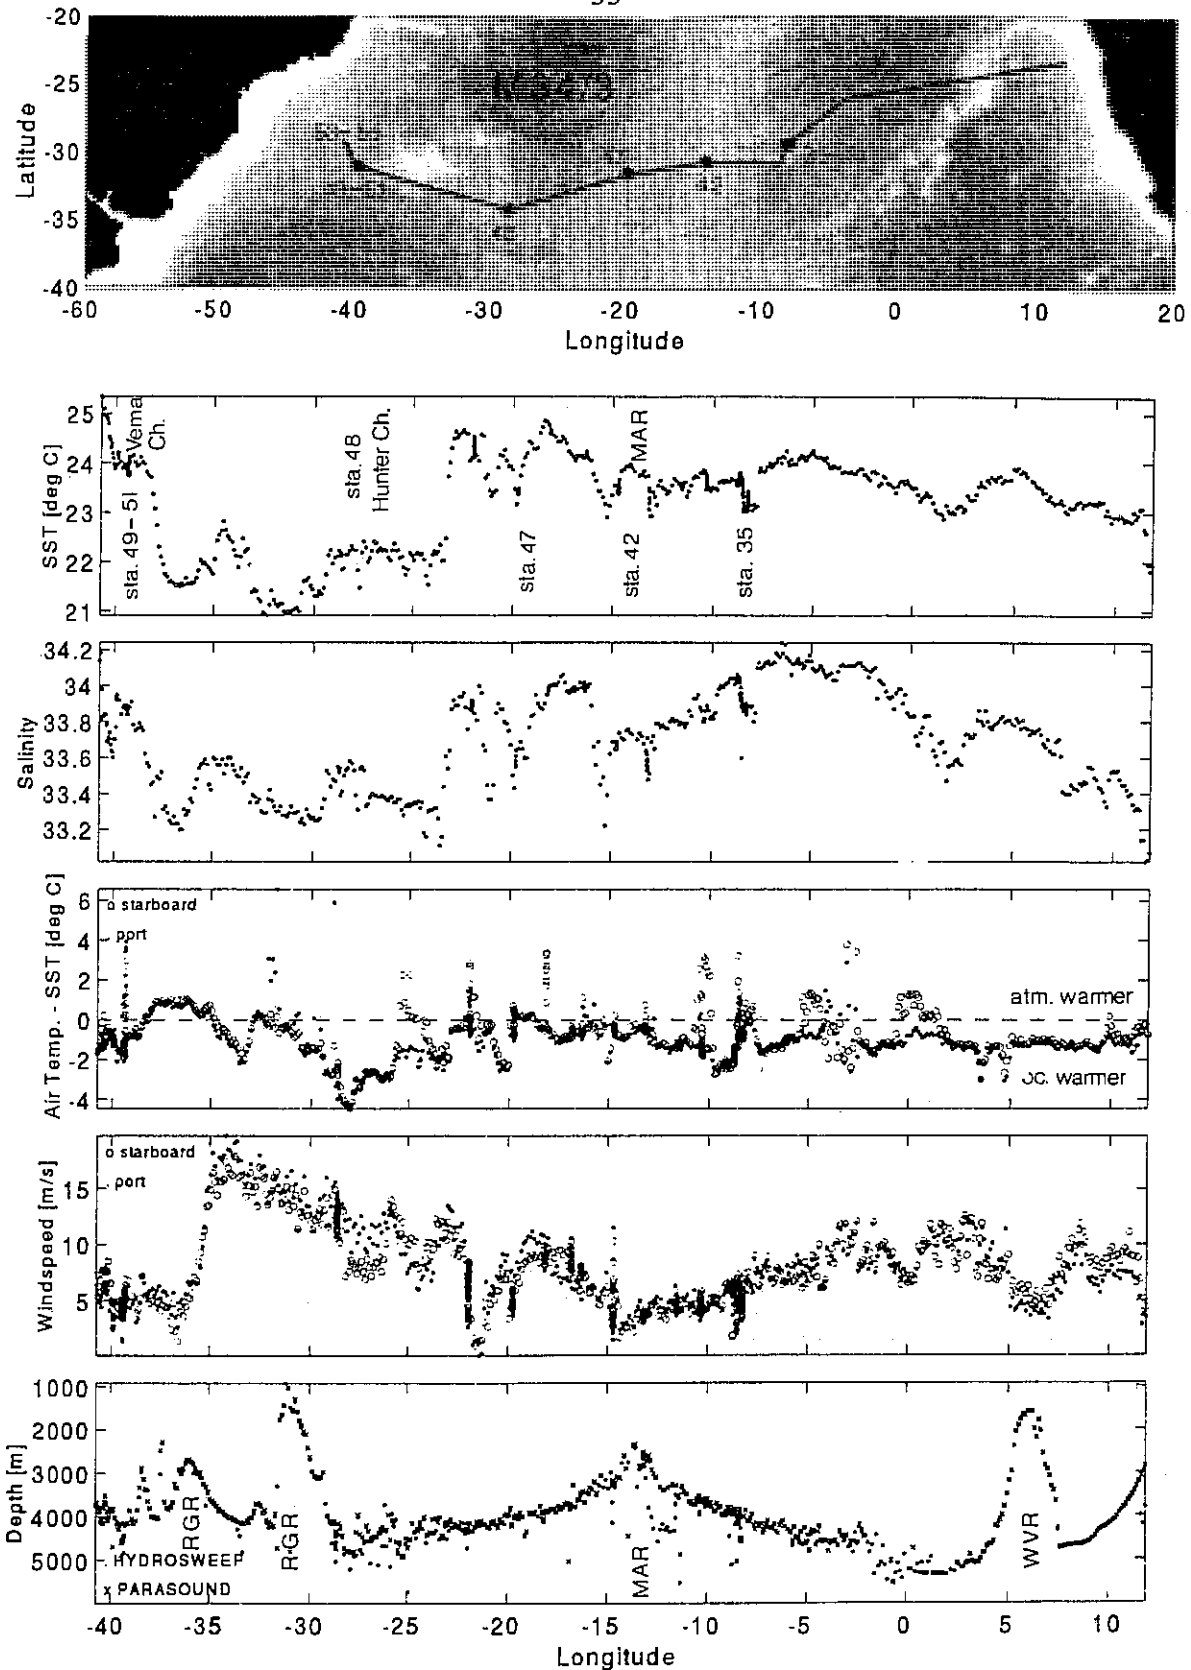 -20
-25
-30
-35
-40
Latitude
-60 -50 -40 -30 -20 -10 0 10 20
Longitude
25
24
23
22
21
SST [deg C]
sta. 49-51 Vema Ch.
sta. 48
Hunter Ch.
sta. 47
sta. 42
MAR
sta. 35
34.2
34
33.8
33.6
33.4
33.2
Salinity
6
4
2
0
-2
-4
Air Temp. - SST [deg C]
o starboard
port
atm. warmer
oc. warmer
15
10
5
Windspeed [m/s]
o starboard
. port
1000
2000
3000
4000
5000
Depth [m]
RGR
RGR
MAR
WVR
. HYDROSWEEP
x PARASOUND
-40 -35 -30 -25 -20 -15 -10 -5 0 5 10
Longitude